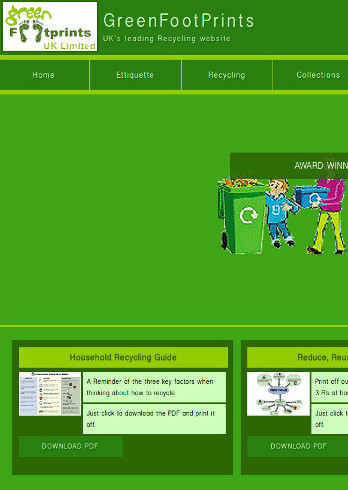 green
Footprints
UK Limited
GreenFootPrints
UK's leading Recycling website
Home
Ettiquette
Recycling
Collections
AWARD WINN
Household Recycling Guide
A Reminder of the three key factors when
thinking about how to recycle.
Just click to download the PDF and print it
off.
DOWNLOAD PDF
Reduce, Reu
Print off ou
3 Rs at ho
Just click t
off.
DOWNLOAD PDF